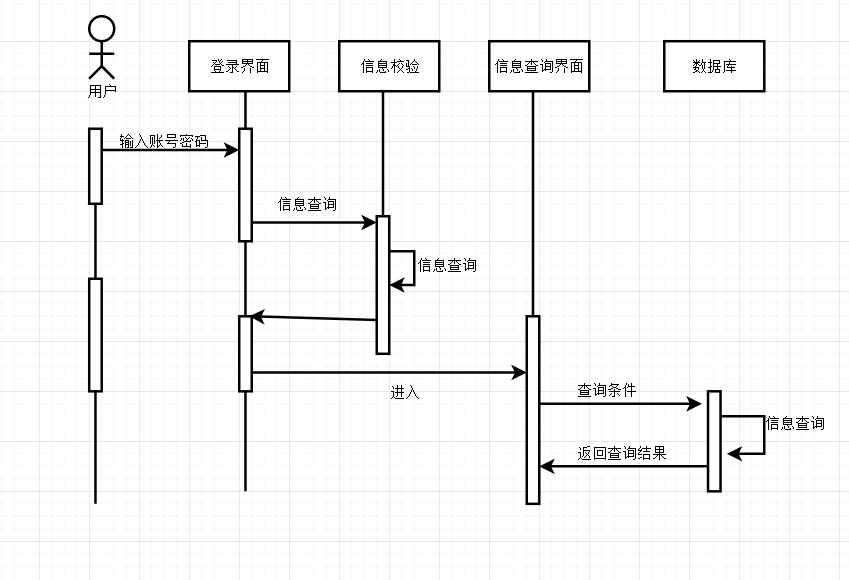 登录界面
信息校验
信息查询界面
数据库
用户
输入账号密码
信息查询
信息查询
进入
查询条件
信息查询
返回查询结果